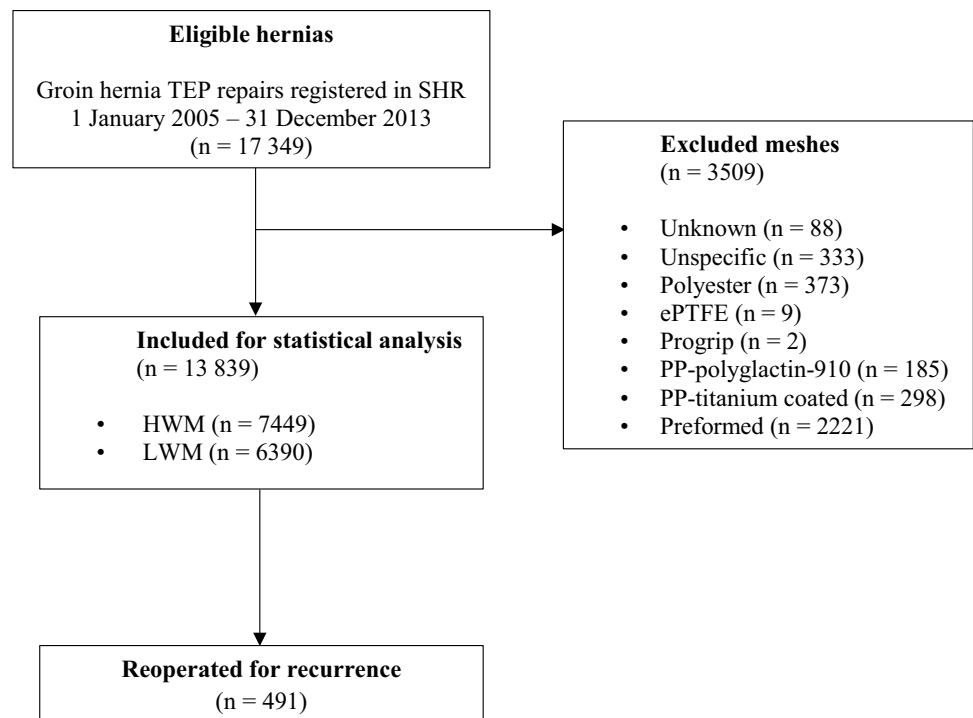 Eligible hernias
Groin hernia TEP repairs registered in SHR
1 January 2005 – 31 December 2013
(n = 17 349)
Excluded meshes
(n = 3509)
• Unknown (n = 88)
• Unspecific (n = 333)
• Polyester (n = 373)
• ePTFE (n = 9)
• Progrip (n = 2)
• PP-polyglactin-910 (n = 185)
• PP-titanium coated (n = 298)
• Preformed (n = 2221)
Included for statistical analysis
(n = 13 839)
• HWM (n = 7449)
• LWM (n = 6390)
Reoperated for recurrence
(n = 491)